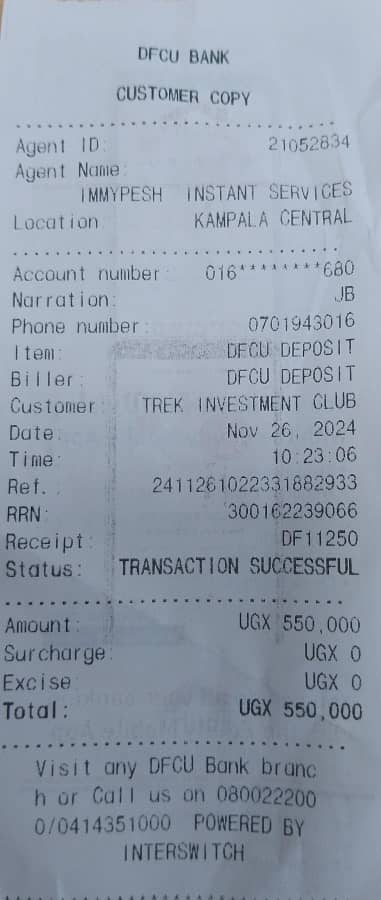 DFCU BANK
CUSTOMER COPY
Agent ID: 21052834
Agent Name:
IMMYPESH INSTANT SERVICES
Location KAMPALA CENTRAL
Account number: 016********680
Narration: JB
Phone number: 0701943016
Item: DFCU DEPOSIT
Biller: DFCU DEPOSIT
Customer TREK INVESTMENT CLUB
Date Nov 26, 2024
Time: 10:23:06
Ref. : 2411261022331882933
RRN: 300162239066
Receipt: DF11250
Status: TRANSACTION SUCCESSFUL
Amount: UGX 550,000
Surcharge: UGX 0
Excise UGX 0
Total: UGX 550,000
Visit any DFCU Bank branc
h or Call us on 080022200
0/0414351000 POWERED BY
INTERSWITCH